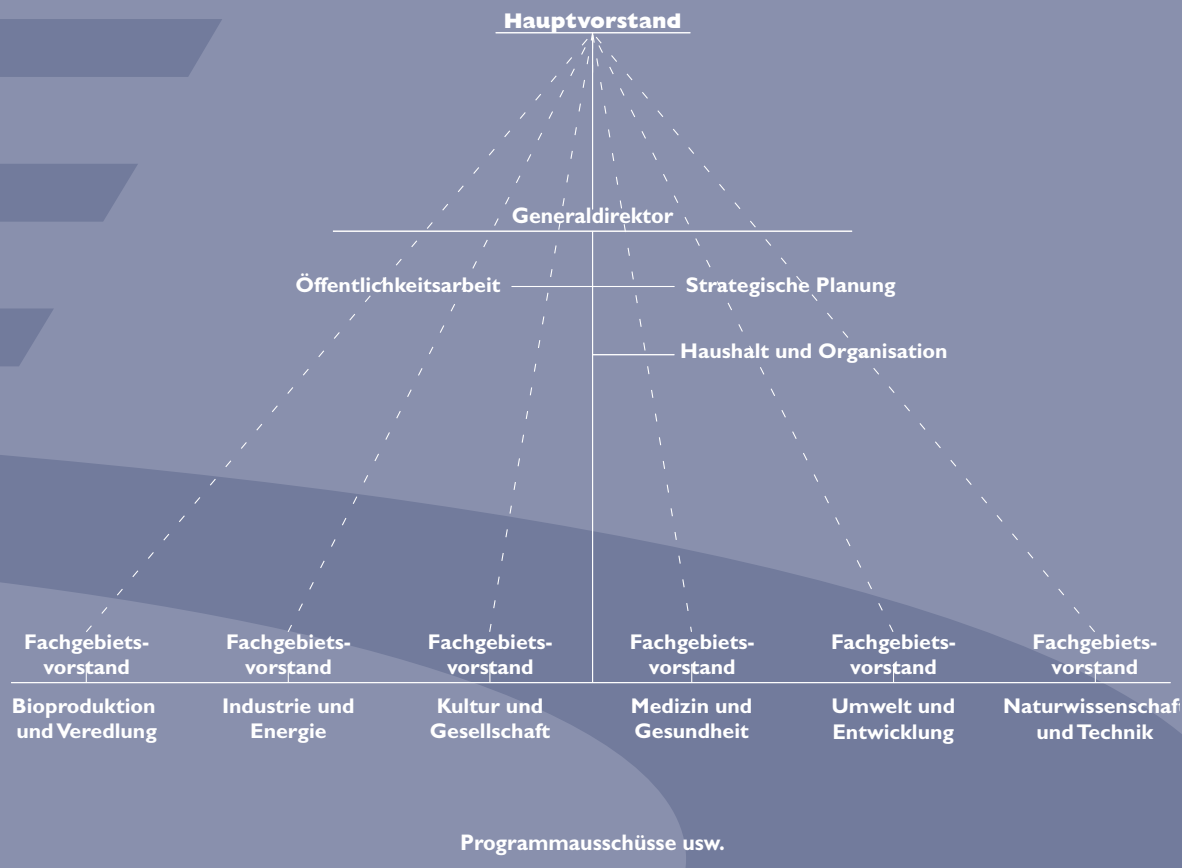 Hauptvorstand
Generaldirektor
Öffentlichkeitsarbeit
Strategische Planung
Haushalt und Organisation
Fachgebiets-
vorstand
Fachgebiets-
vorstand
Fachgebiets-
vorstand
Fachgebiets-
vorstand
Fachgebiets-
vorstand
Fachgebiets-
vorstand
Bioproduktion
und Veredlung
Industrie und
Energie
Kultur und
Gesellschaft
Medizin und
Gesundheit
Umwelt und
Entwicklung
Naturwissenschaf
und Technik
Programmausschüsse usw.